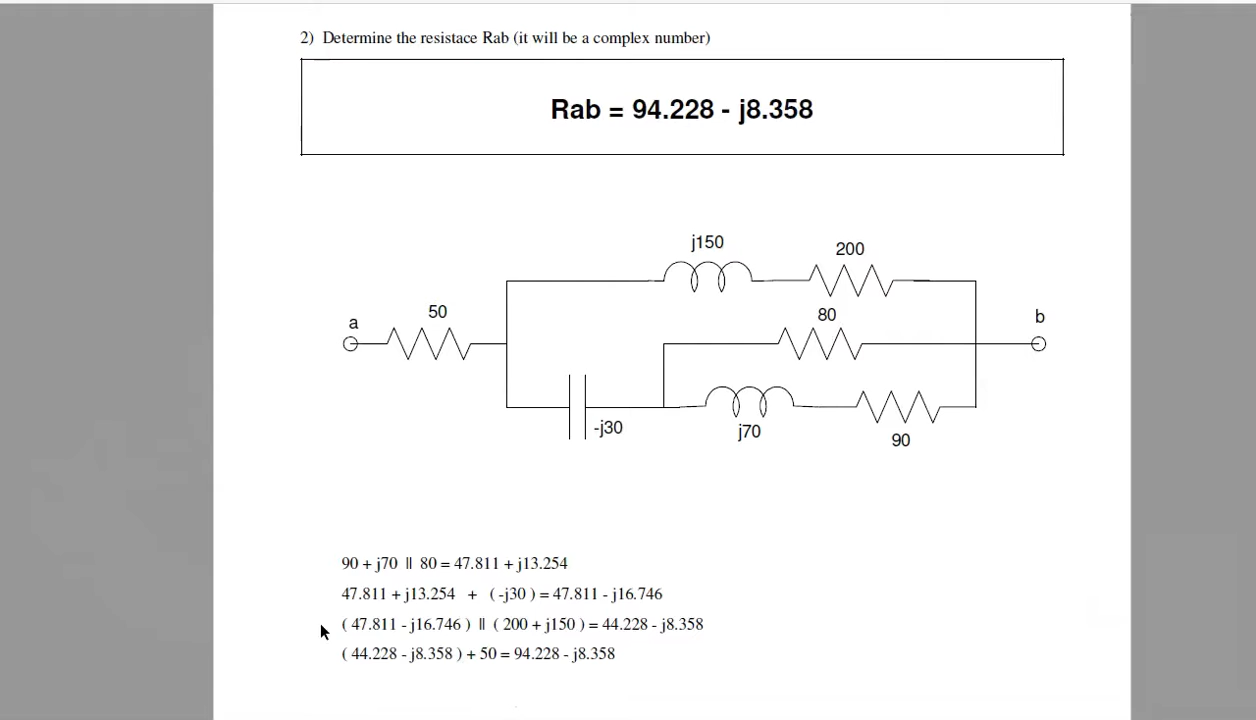 2) Determine the resistace Rab (it will be a complex number)
Rab = 94.228 - j8.358
j150
200
50
80
a
b
-j30
j70
90
90 + j70 || 80 = 47.811 + j13.254
47.811 + j13.254 + ( -j30 ) = 47.811 - j16.746
( 47.811 - j16.746 ) || ( 200 + j150 ) = 44.228 - j8.358
( 44.228 - j8.358 ) + 50 = 94.228 - j8.358